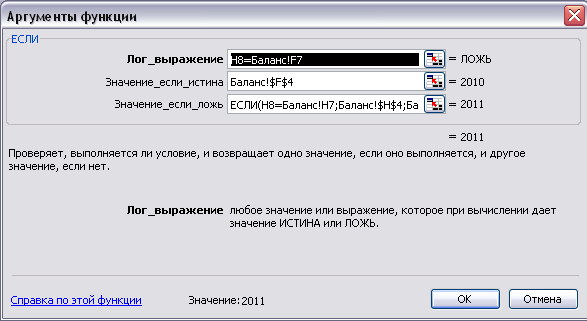 Аргументы функции
ЕСЛИ
Лог_выражение H8=Баланс!F7 = ЛОЖЬ
Значение_если_истина Баланс!$F$4 = 2010
Значение_если_ложь ЕСЛИ(H8=Баланс!H7;Баланс!$H$4;Ба = 2011
= 2011
Проверяет, выполняется ли условие, и возвращает одно значение, если оно выполняется, и другое
значение, если нет.
Лог_выражение любое значение или выражение, которое при вычислении дает
значение ИСТИНА или ЛОЖЬ.
Справка по этой функции Значение:2011 ОК Отмена